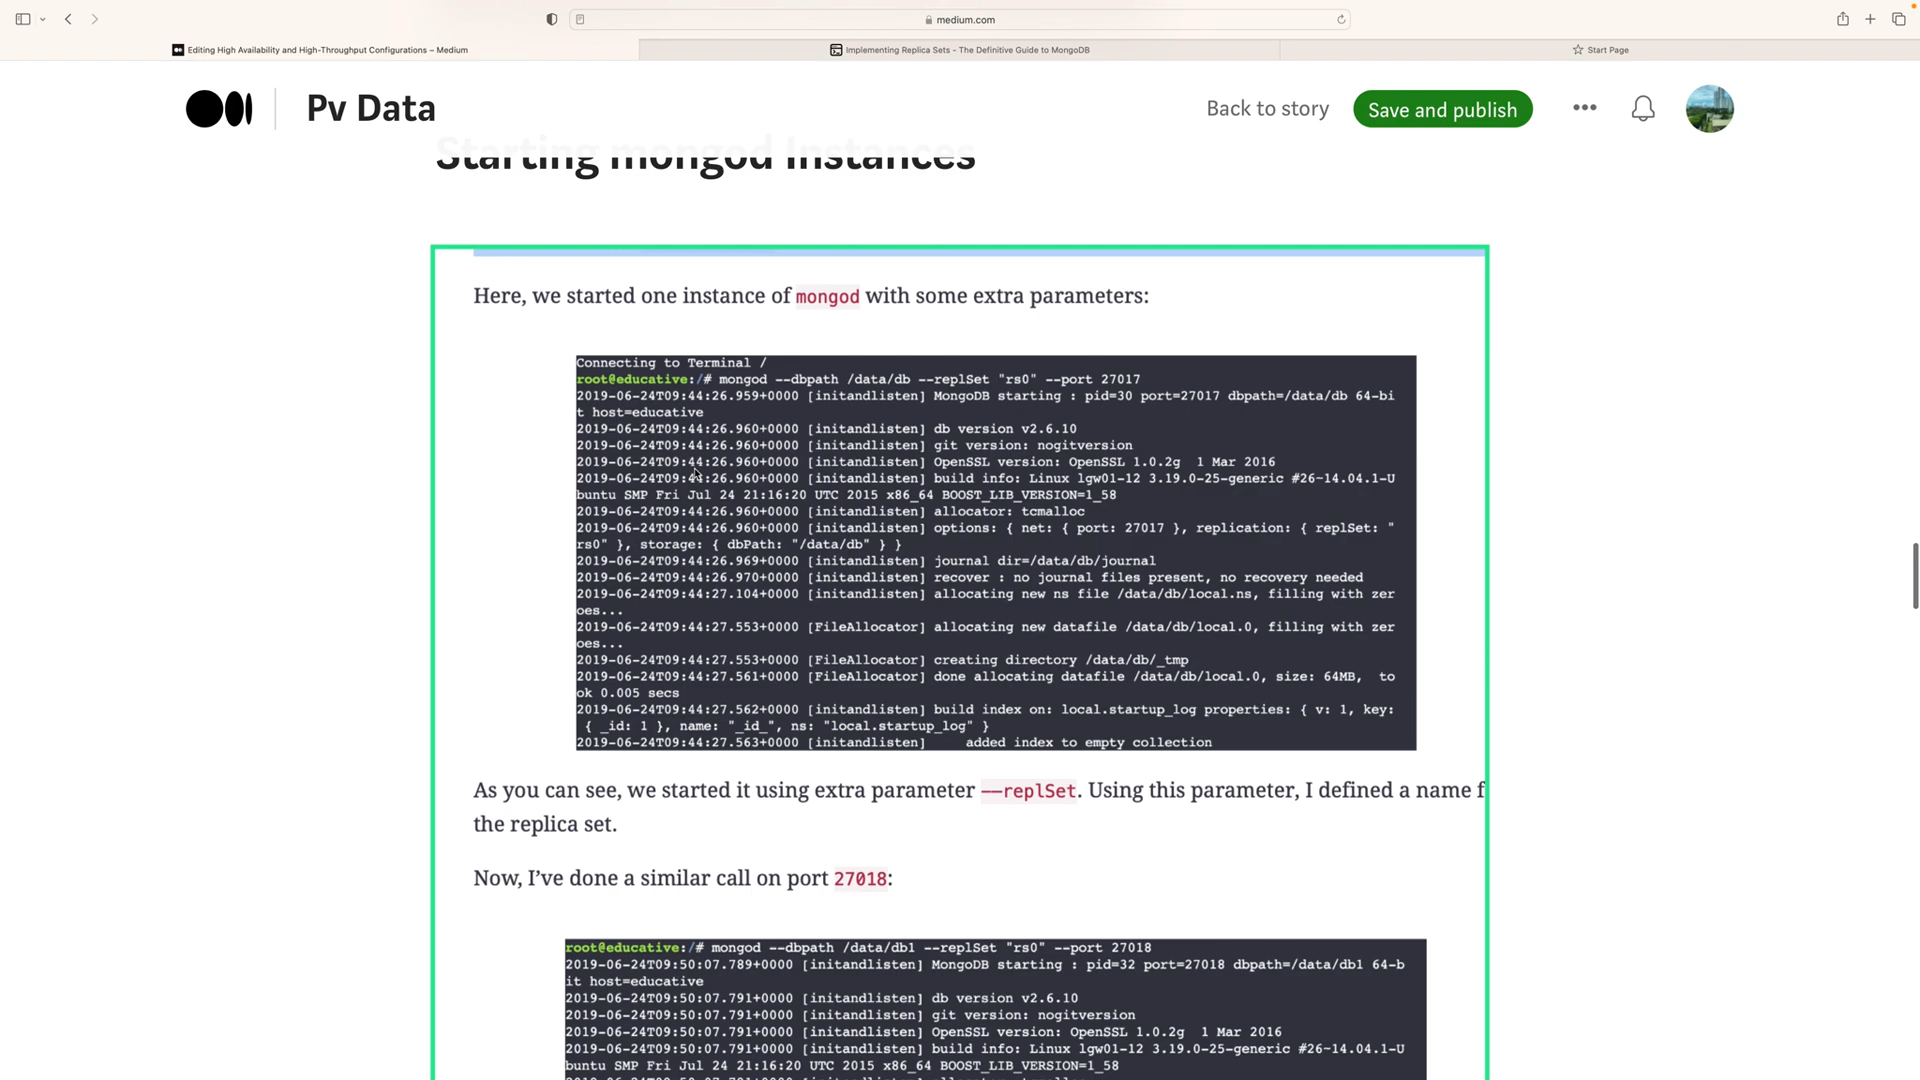 medium.com
Editing High Availability and High-Throughput Configurations – Medium
Implementing Replica Sets - The Definitive Guide to MongoDB
Start Page
Pv Data
Back to story
Save and publish
Starting mongod Instances
Here, we started one instance of mongod with some extra parameters:
Connecting to Terminal /
root@educative:/# mongod --dbpath /data/db --replSet "rs0" --port 27017
2019-06-24T09:44:26.959+0000 [initandlisten] MongoDB starting : pid=30 port=27017 dbpath=/data/db 64-bi
t host=educative
2019-06-24T09:44:26.960+0000 [initandlisten] db version v2.6.10
2019-06-24T09:44:26.960+0000 [initandlisten] git version: nogitversion
2019-06-24T09:44:26.960+0000 [initandlisten] OpenSSL version: OpenSSL 1.0.2g  1 Mar 2016
2019-06-24T09:44:26.960+0000 [initandlisten] build info: Linux lgw01-12 3.19.0-25-generic #26~14.04.1-U
buntu SMP Fri Jul 24 21:16:20 UTC 2015 x86_64 BOOST_LIB_VERSION=1_58
2019-06-24T09:44:26.960+0000 [initandlisten] allocator: tcmalloc
2019-06-24T09:44:26.960+0000 [initandlisten] options: { net: { port: 27017 }, replication: { replSet: "
rs0" }, storage: { dbPath: "/data/db" } }
2019-06-24T09:44:26.969+0000 [initandlisten] journal dir=/data/db/journal
2019-06-24T09:44:26.970+0000 [initandlisten] recover : no journal files present, no recovery needed
2019-06-24T09:44:27.104+0000 [initandlisten] allocating new ns file /data/db/local.ns, filling with zer
oes...
2019-06-24T09:44:27.553+0000 [FileAllocator] allocating new datafile /data/db/local.0, filling with zer
oes...
2019-06-24T09:44:27.553+0000 [FileAllocator] creating directory /data/db/_tmp
2019-06-24T09:44:27.561+0000 [FileAllocator] done allocating datafile /data/db/local.0, size: 64MB,  to
ok 0.005 secs
2019-06-24T09:44:27.562+0000 [initandlisten] build index on: local.startup_log properties: { v: 1, key:
{ _id: 1 }, name: "_id_", ns: "local.startup_log" }
2019-06-24T09:44:27.563+0000 [initandlisten]     added index to empty collection
As you can see, we started it using extra parameter —replSet. Using this parameter, I defined a name f
the replica set.
Now, I’ve done a similar call on port 27018:
root@educative:/# mongod --dbpath /data/db1 --replSet "rs0" --port 27018
2019-06-24T09:50:07.789+0000 [initandlisten] MongoDB starting : pid=32 port=27018 dbpath=/data/db1 64-b
it host=educative
2019-06-24T09:50:07.791+0000 [initandlisten] db version v2.6.10
2019-06-24T09:50:07.791+0000 [initandlisten] git version: nogitversion
2019-06-24T09:50:07.791+0000 [initandlisten] OpenSSL version: OpenSSL 1.0.2g  1 Mar 2016
2019-06-24T09:50:07.791+0000 [initandlisten] build info: Linux lgw01-12 3.19.0-25-generic #26~14.04.1-U
buntu SMP Fri Jul 24 21:16:20 UTC 2015 x86_64 BOOST_LIB_VERSION=1_58